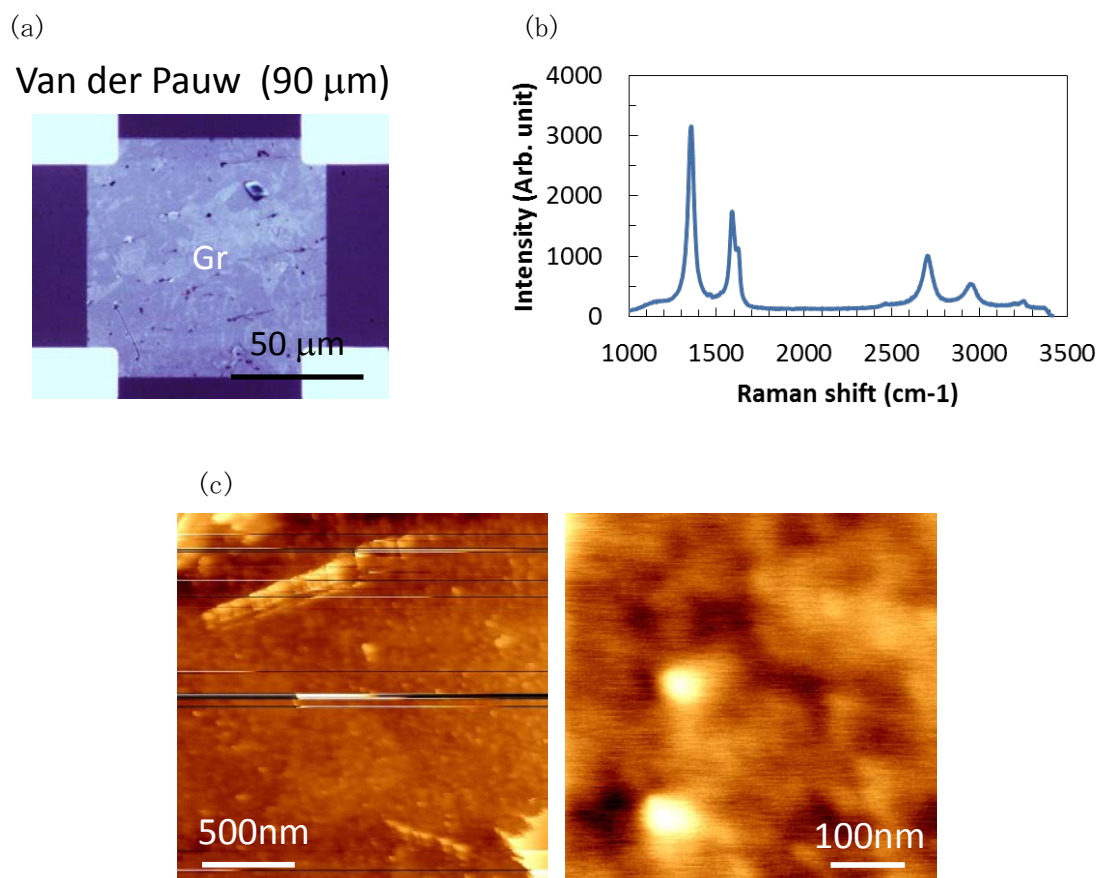 (a)
Van der Pauw (90 μm)
Gr
50 μm
(b)
4000
3000
2000
1000
0
Intensity (Arb. unit)
1000 1500 2000 2500 3000 3500
Raman shift (cm-1)
(c)
500nm
100nm